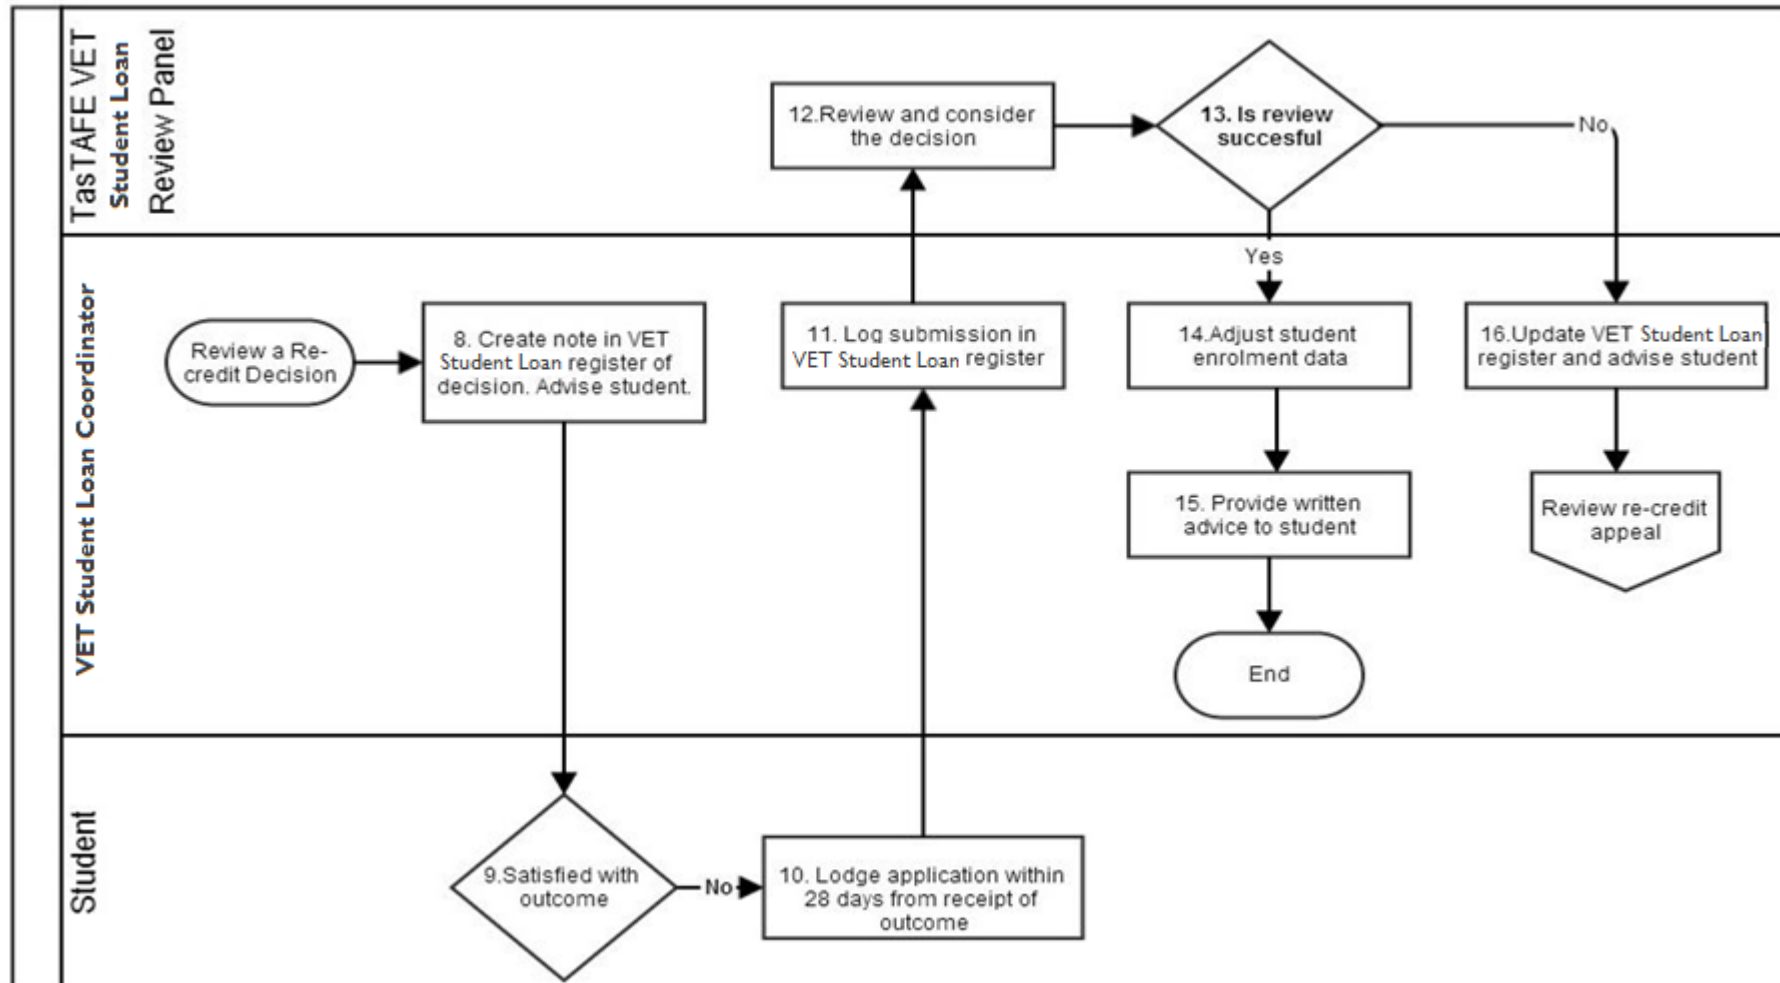 TasTAFE VET
Student Loan
Review Panel
12.Review and consider
the decision
13. Is review
succesful
No
Yes
VET Student Loan Coordinator
Review a Re-
credit Decision
8. Create note in VET
Student Loan register of
decision. Advise student.
11. Log submission in
VET Student Loan register
14.Adjust student
enrolment data
16.Update VET Student Loan
register and advise student
15. Provide written
advice to student
Review re-credit
appeal
End
Student
9.Satisfied with
outcome
No
10. Lodge application within
28 days from receipt of
outcome